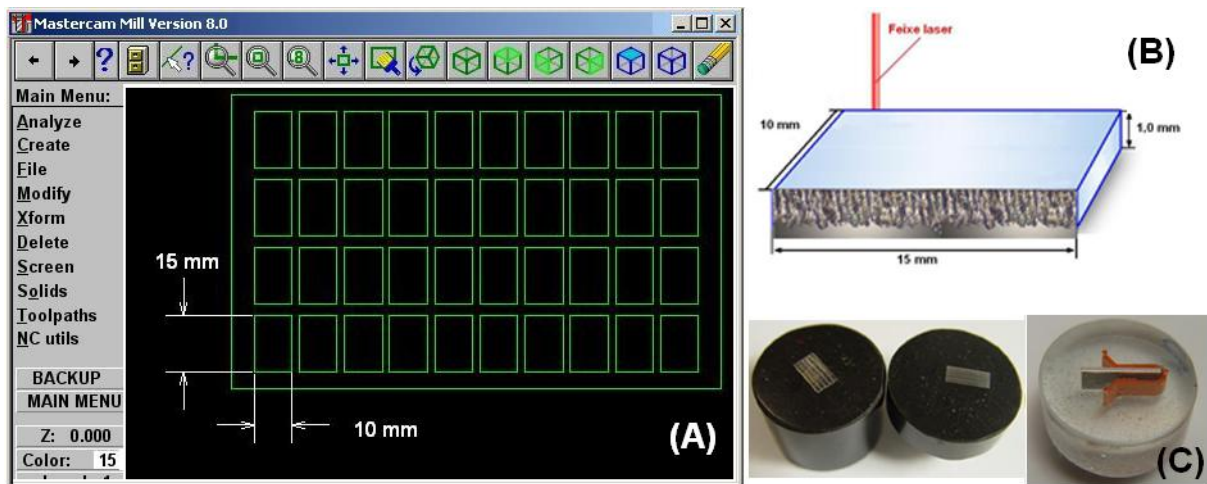 Mastercam Mill Version 8.0
Main Menu:
Analyze
Create
File
Modify
Xform
Delete
Screen
Solids
Toolpaths
NC utils
BACKUP
MAIN MENU
Z: 0.000
Color: 15
15 mm
10 mm
(A)
Feixe laser
(B)
10 mm
1,0 mm
15 mm
(C)